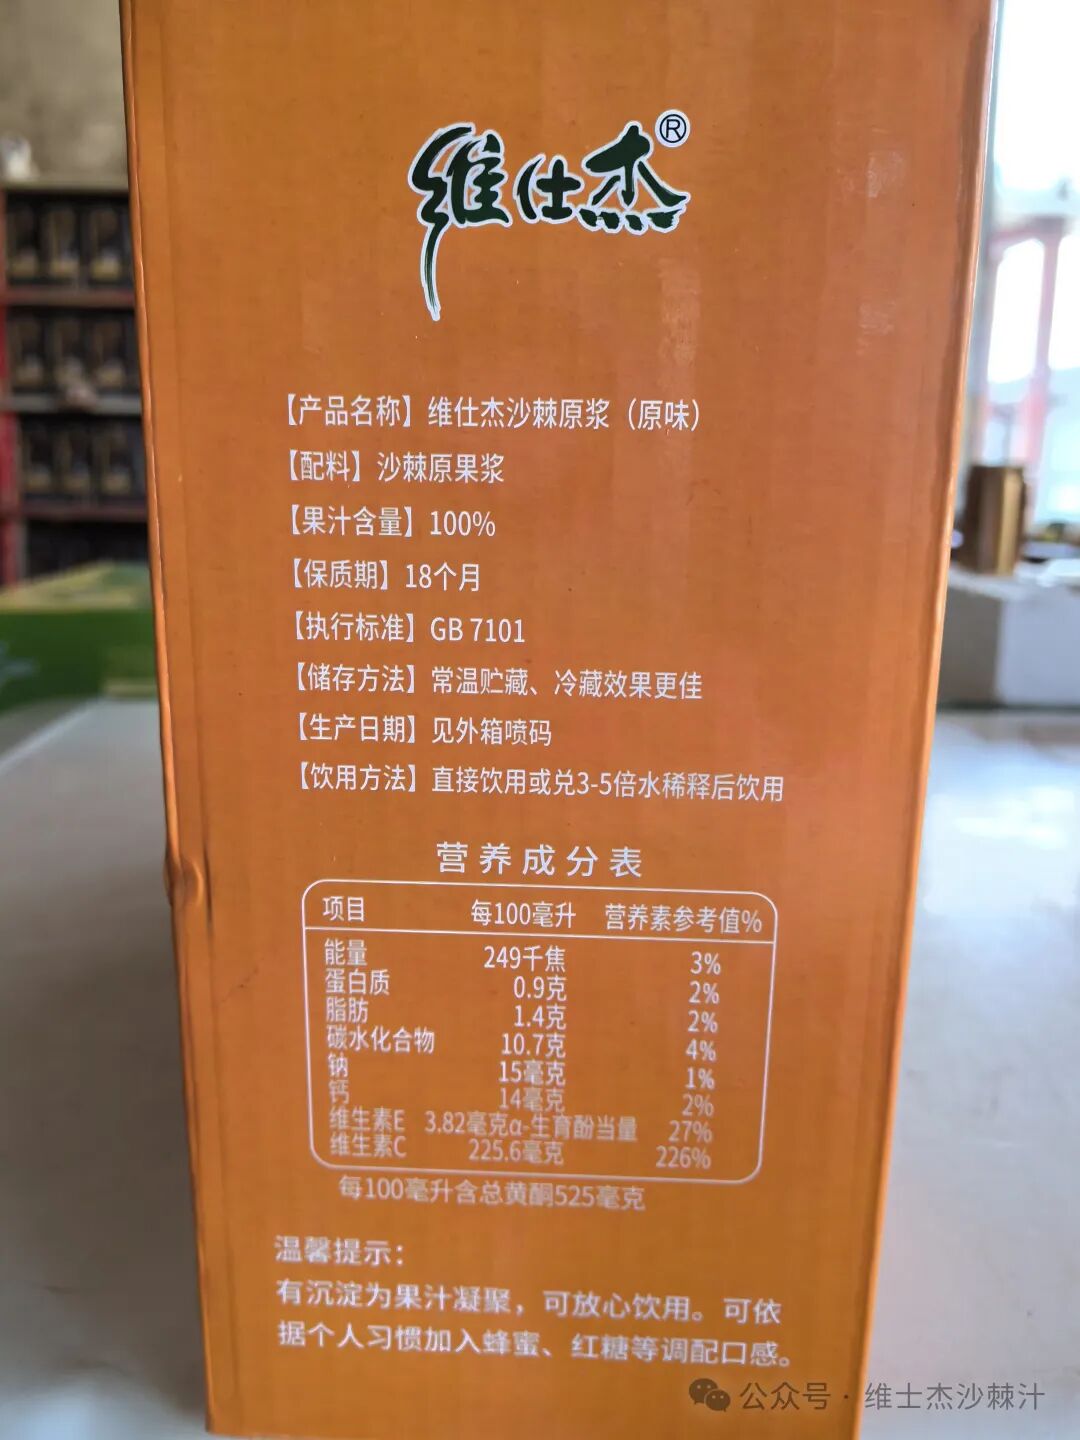 维仕杰®
【产品名称】维仕杰沙棘原浆（原味）
【配料】沙棘原果浆
【果汁含量】100%
【保质期】18个月
【执行标准】GB 7101
【储存方法】常温贮藏、冷藏效果更佳
【生产日期】见外箱喷码
【饮用方法】直接饮用或兑3-5倍水稀释后饮用
营养成分表
项目 每100毫升 营养素参考值%
能量 249千焦 3%
蛋白质 0.9克 2%
脂肪 1.4克 2%
碳水化合物 10.7克 4%
钠 15毫克 1%
钙 14毫克 2%
维生素E 3.82毫克α-生育酚当量 27%
维生素C 225.6毫克 226%
每100毫升含总黄酮525毫克
温馨提示：
有沉淀为果汁凝聚，可放心饮用。可依
据个人习惯加入蜂蜜、红糖等调配口感。
公众号·维士杰沙棘汁